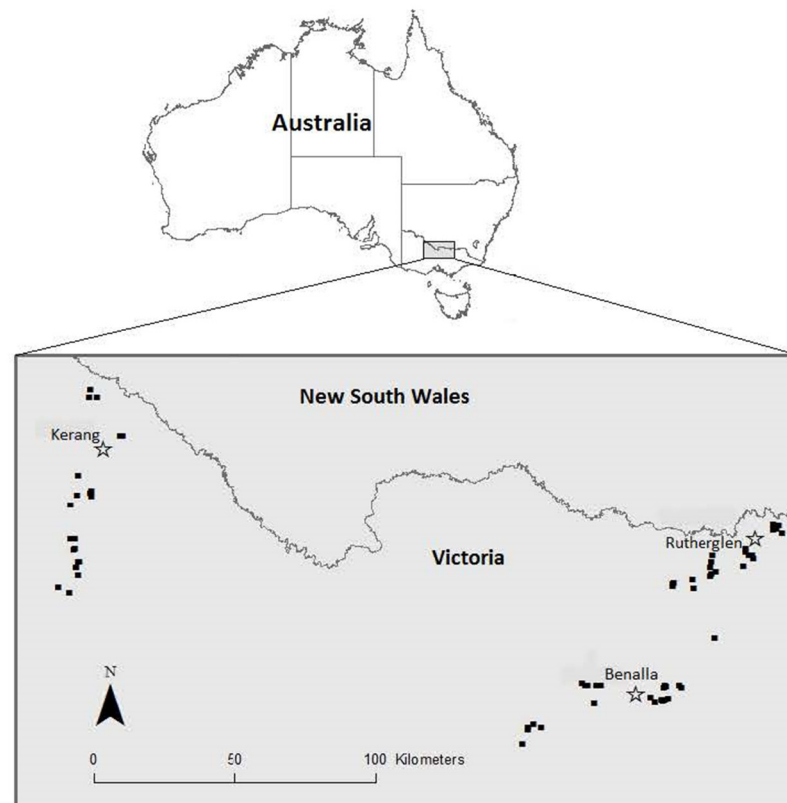 Australia
New South Wales
Kerang
Rutherglen
Victoria
Benalla
N
0 50 100 Kilometers